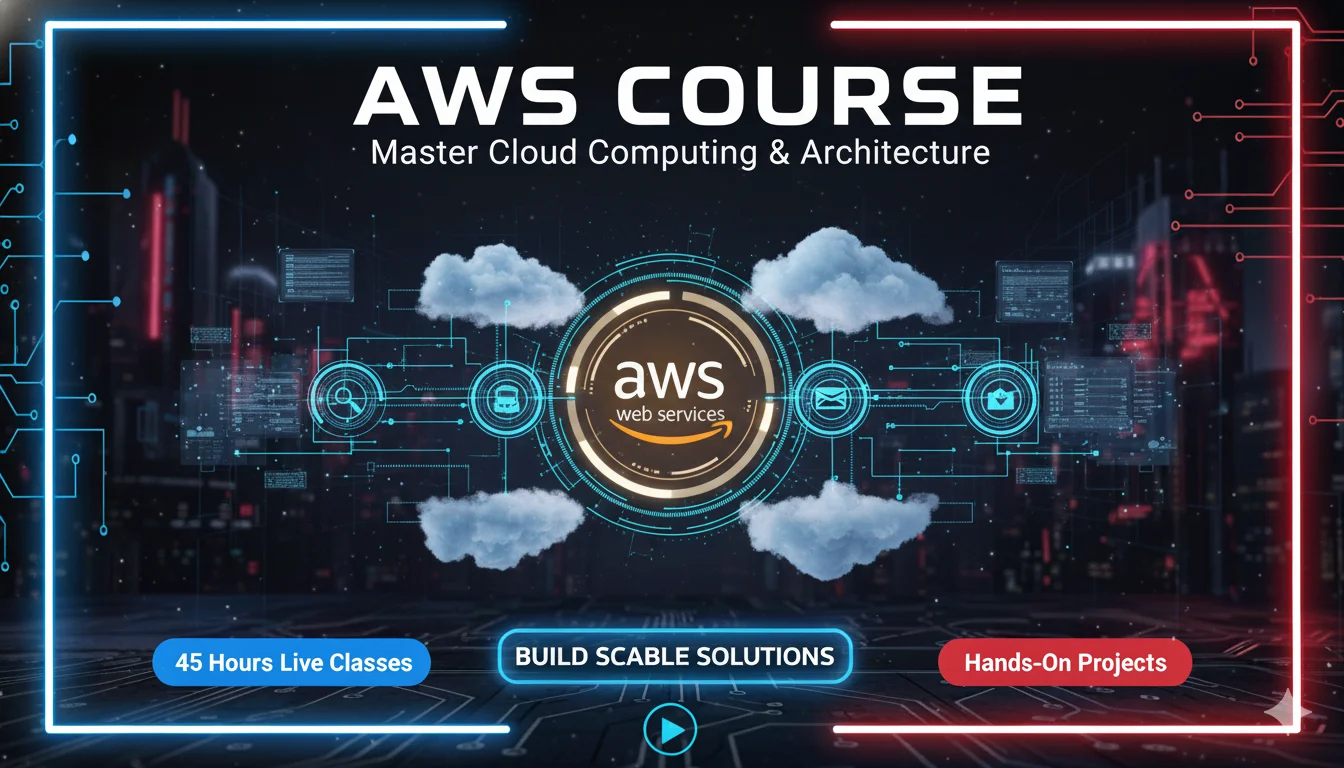 AWS COURSE
Master Cloud Computing & Architecture
aws
web services
45 Hours Live Classes
BUILD SCABLE SOLUTIONS
Hands-On Projects